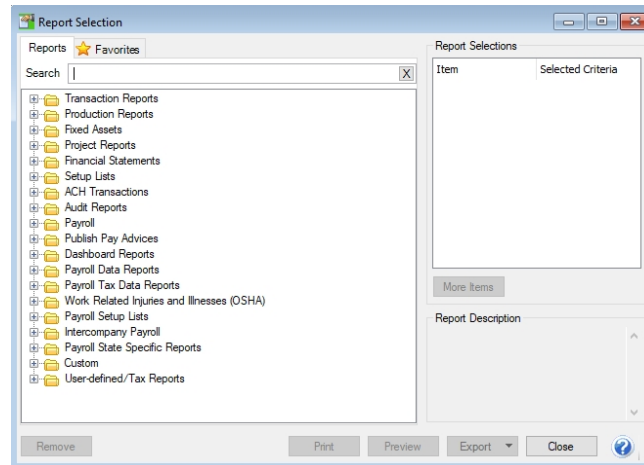 Report Selection
Reports Favorites
Search X
Transaction Reports
Production Reports
Fixed Assets
Project Reports
Financial Statements
Setup Lists
ACH Transactions
Audit Reports
Payroll
Publish Pay Advices
Dashboard Reports
Payroll Data Reports
Payroll Tax Data Reports
Work Related Injuries and Illnesses (OSHA)
Payroll Setup Lists
Intercompany Payroll
Payroll State Specific Reports
Custom
User-defined/Tax Reports
Report Selections
Item Selected Criteria
More Items
Report Description
Remove Print Preview Export Close ?